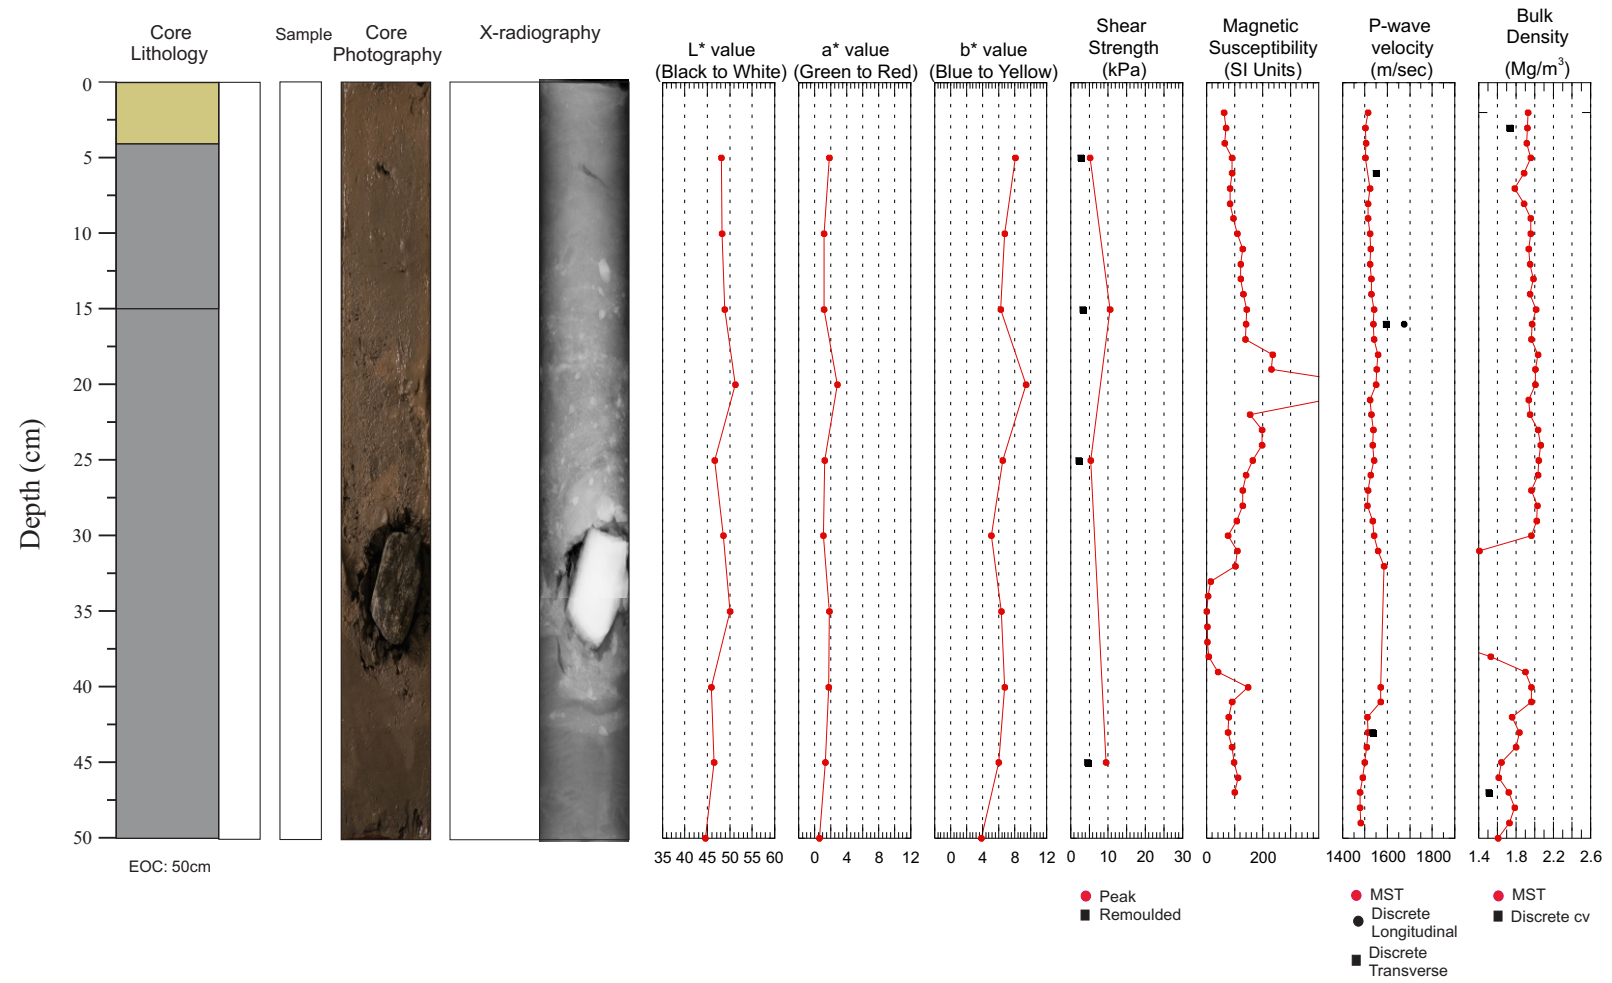 Core
Lithology
Sample
Core
Photography
X-radiography
L* value
(Black to White)
a* value
(Green to Red)
b* value
(Blue to Yellow)
Shear
Strength
(kPa)
Magnetic
Susceptibility
(SI Units)
P-wave
velocity
(m/sec)
Bulk
Density
(Mg/m³)
Depth (cm)
0
5
10
15
20
25
30
35
40
45
50
EOC: 50cm
35 40 45 50 55 60
0 4 8 12
0 4 8 12
0 10 20 30
0 200
1400 1600 1800
1.4 1.8 2.2 2.6
Peak
Remoulded
MST
Discrete
Longitudinal
Discrete
Transverse
MST
Discrete cv